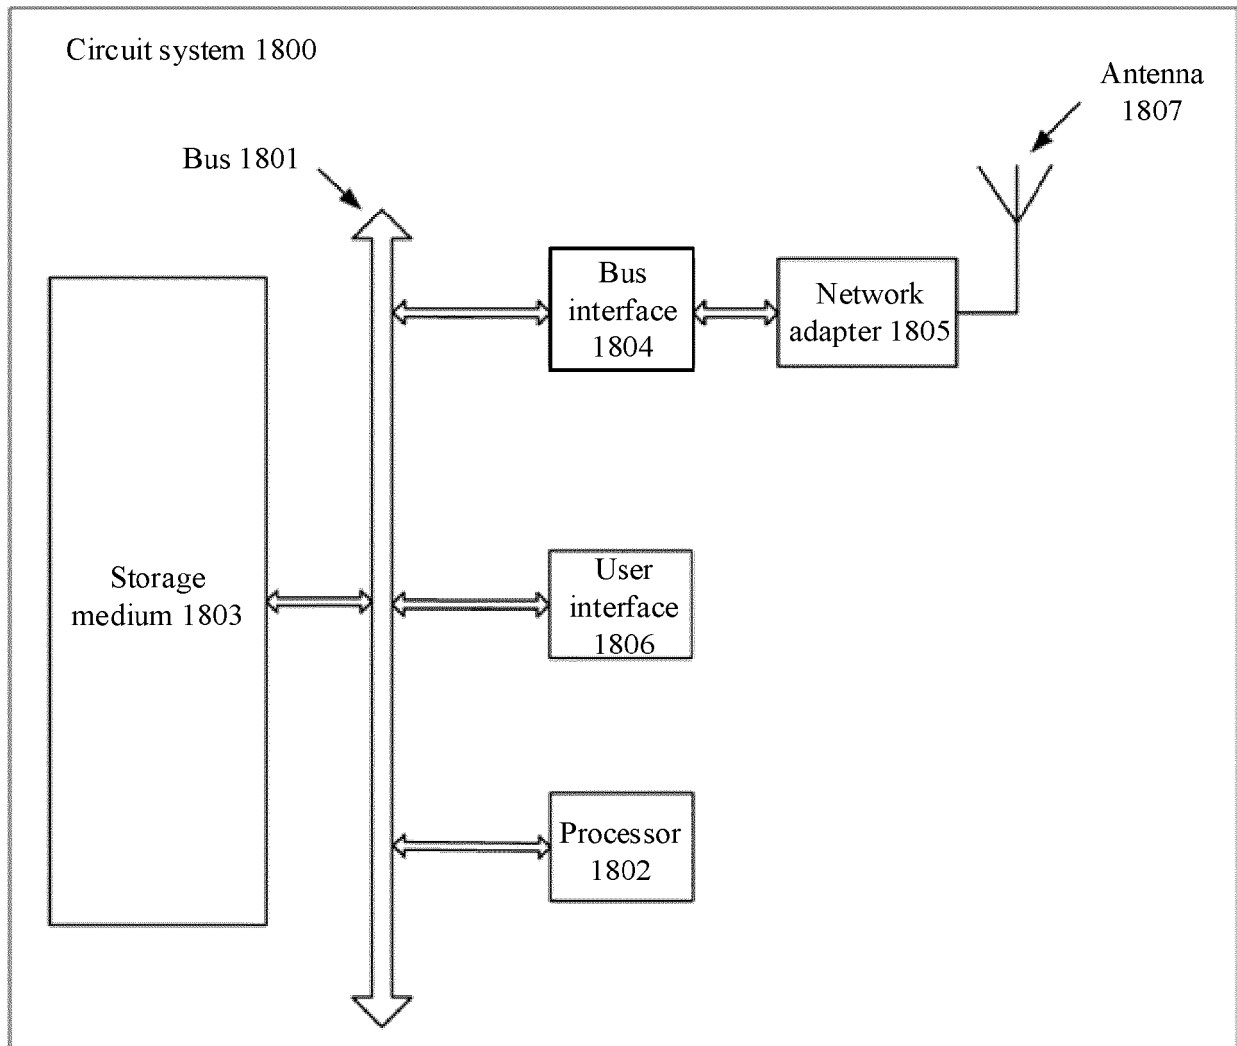 Circuit system 1800
Antenna
1807
Bus 1801
Bus
interface
1804
Network
adapter 1805
Storage
medium 1803
User
interface
1806
Processor
1802